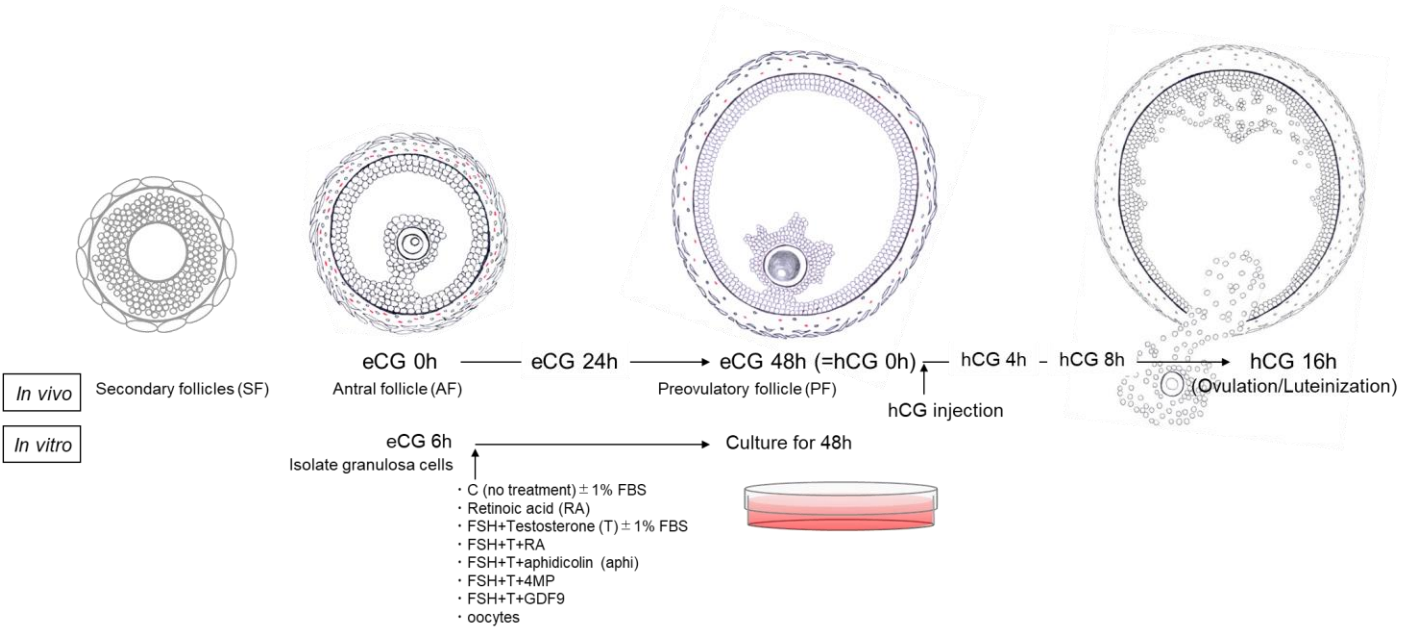 eCG 0h eCG 24h eCG 48h (=hCG 0h) hCG 4h hCG 8h hCG 16h
In vivo Secondary follicles (SF) Antral follicle (AF) Preovulatory follicle (PF) (Ovulation/Luteinization)
hCG injection
In vitro eCG 6h Culture for 48h
Isolate granulosa cells
・C (no treatment)±1% FBS
・Retinoic acid (RA)
・FSH+Testosterone (T)±1% FBS
・FSH+T+RA
・FSH+T+aphidicolin (aphi)
・FSH+T+4MP
・FSH+T+GDF9
・oocytes